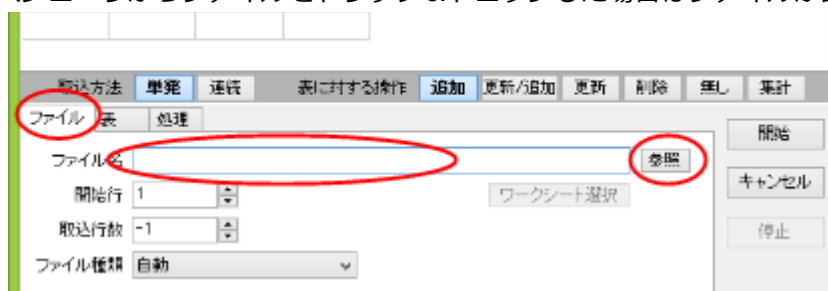 取込方法 単発 連続 表に対する操作 追加 更新/追加 更新 削除 無し 集計
ファイル 表 処理
開始
ファイル名 参照
キャンセル
開始行 1 ワークシート選択
取込行数 -1
停止
ファイル種類 自動